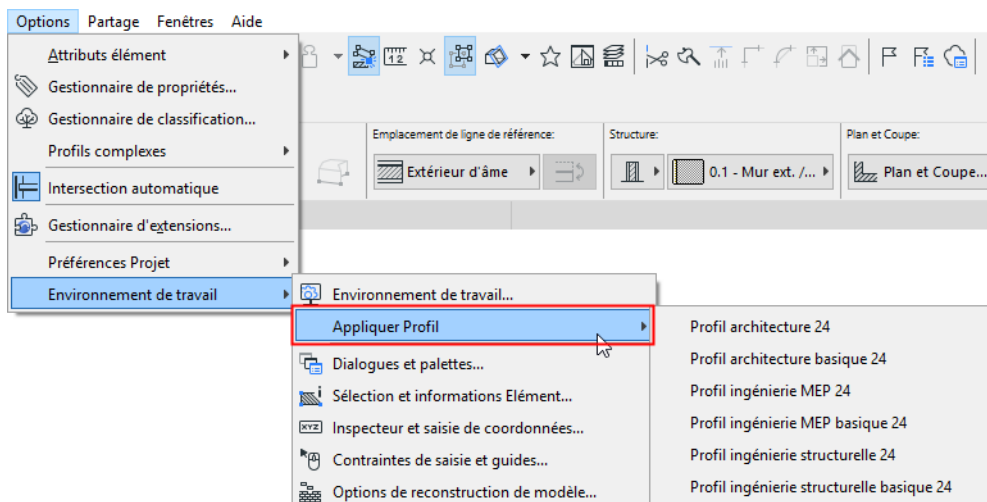 Options Partage Fenêtres Aide
Attributs élément
Gestionnaire de propriétés...
Gestionnaire de classification...
Profils complexes
Intersection automatique
Gestionnaire d'extensions...
Préférences Projet
Environnement de travail
12
Emplacement de ligne de référence:
Extérieur d'âme
Structure:
0.1 - Mur ext. /...
Plan et Coupe:
Plan et Coupe...
Environnement de travail...
Appliquer Profil
Dialogues et palettes...
Sélection et informations Elément...
XYZ Inspecteur et saisie de coordonnées...
Contraintes de saisie et guides...
Options de reconstruction de modèle...
Profil architecture 24
Profil architecture basique 24
Profil ingénierie MEP 24
Profil ingénierie MEP basique 24
Profil ingénierie structurelle 24
Profil ingénierie structurelle basique 24